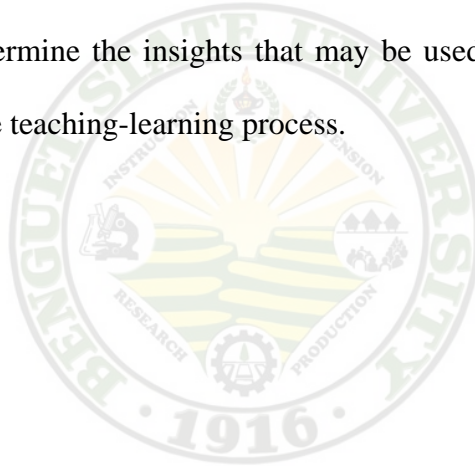 ermine the insights that may be used
e teaching-learning process.
BENGUET STATE UNIVERSITY
INSTRUCTION
EXTENSION
RESEARCH
PRODUCTION
· 1916 ·